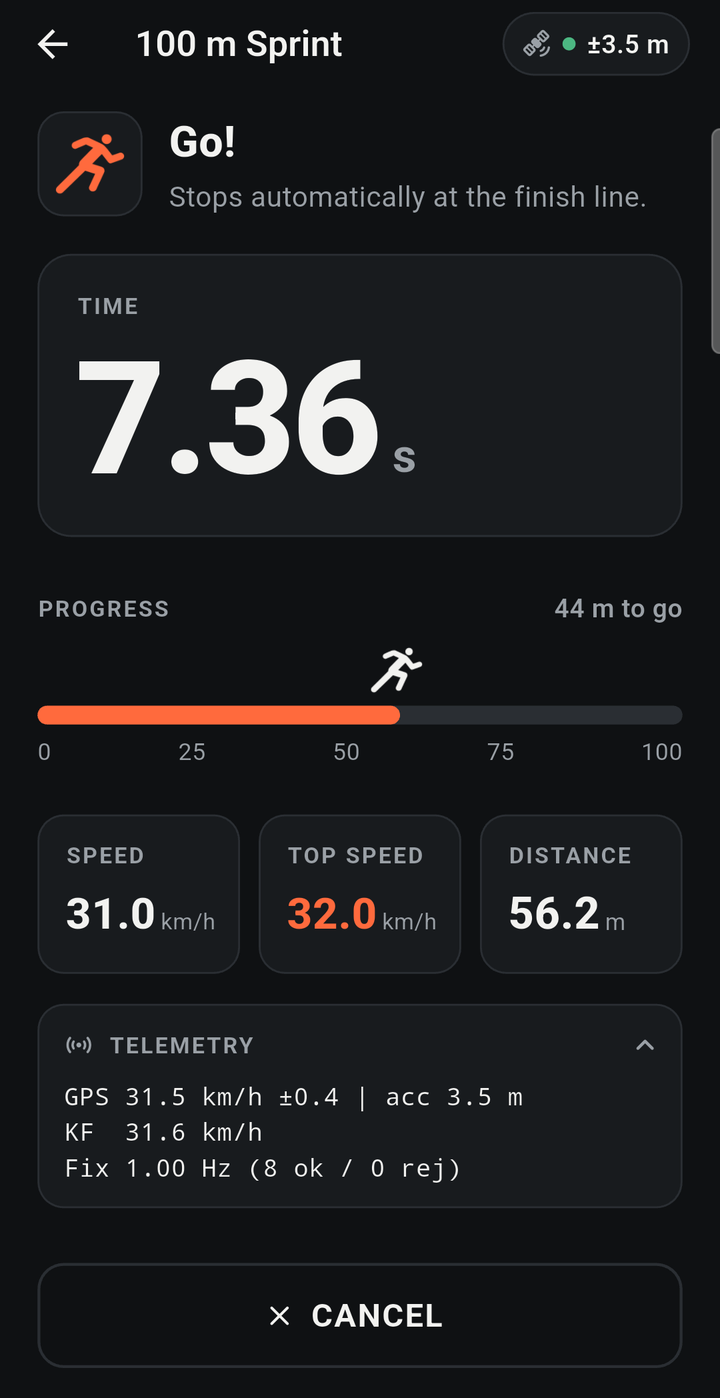 100 m Sprint
±3.5 m
Go!
Stops automatically at the finish line.
TIME
7.36 s
PROGRESS
44 m to go
0 25 50 75 100
SPEED
31.0 km/h
TOP SPEED
32.0 km/h
DISTANCE
56.2 m
TELEMETRY
GPS 31.5 km/h ±0.4 | acc 3.5 m
KF  31.6 km/h
Fix 1.00 Hz (8 ok / 0 rej)
CANCEL